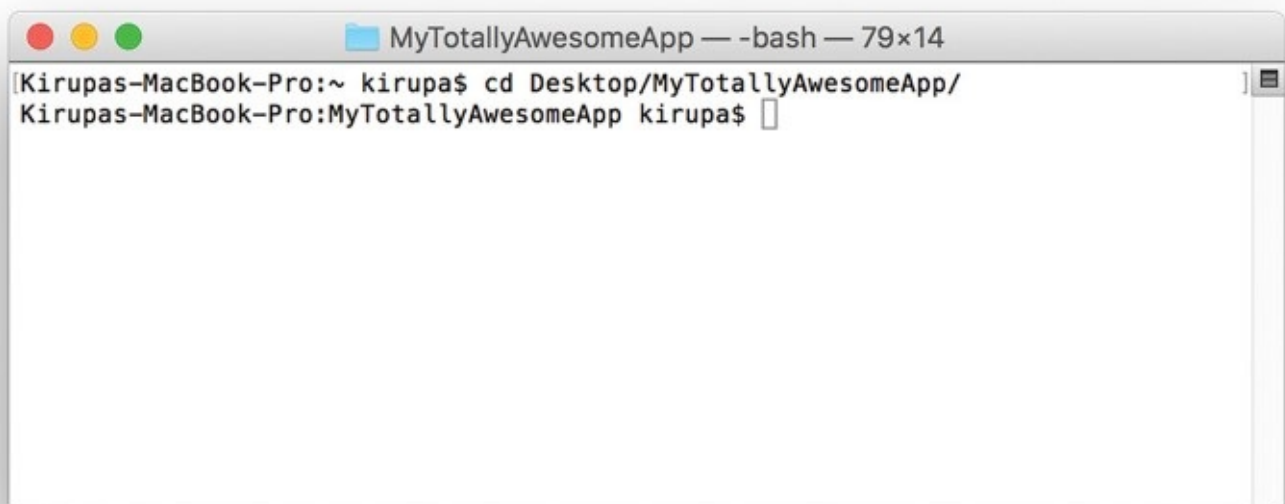 MyTotallyAwesomeApp — -bash — 79×14
[Kirupas-MacBook-Pro:~ kirupa$ cd Desktop/MyTotallyAwesomeApp/ ]
Kirupas-MacBook-Pro:MyTotallyAwesomeApp kirupa$